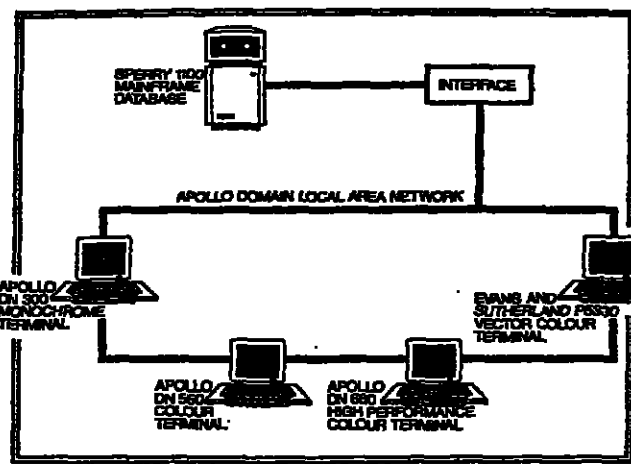 SPERRY 1100
MAINFRAME
DATABASE
INTERFACE
APOLLO DOMAIN LOCAL AREA NETWORK
APOLLO
DN 300
MONOCHROME
TERMINAL
EVANS AND
SUTHERLAND PS330
VECTOR COLOUR
TERMINAL
APOLLO
DN 560
COLOUR
TERMINAL
APOLLO
DN 660
HIGH PERFORMANCE
COLOUR TERMINAL